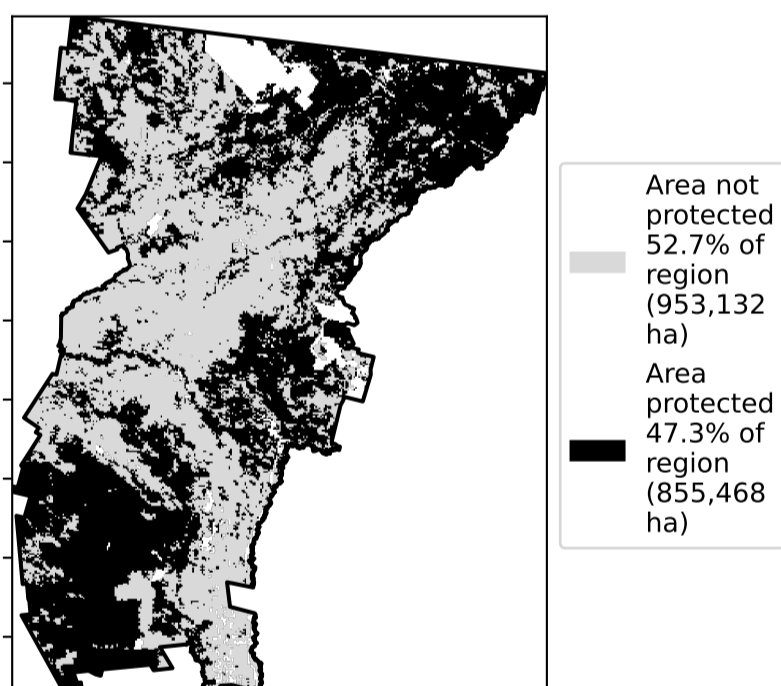 Area not
protected
52.7% of
region
(953,132
ha)
Area
protected
47.3% of
region
(855,468
ha)